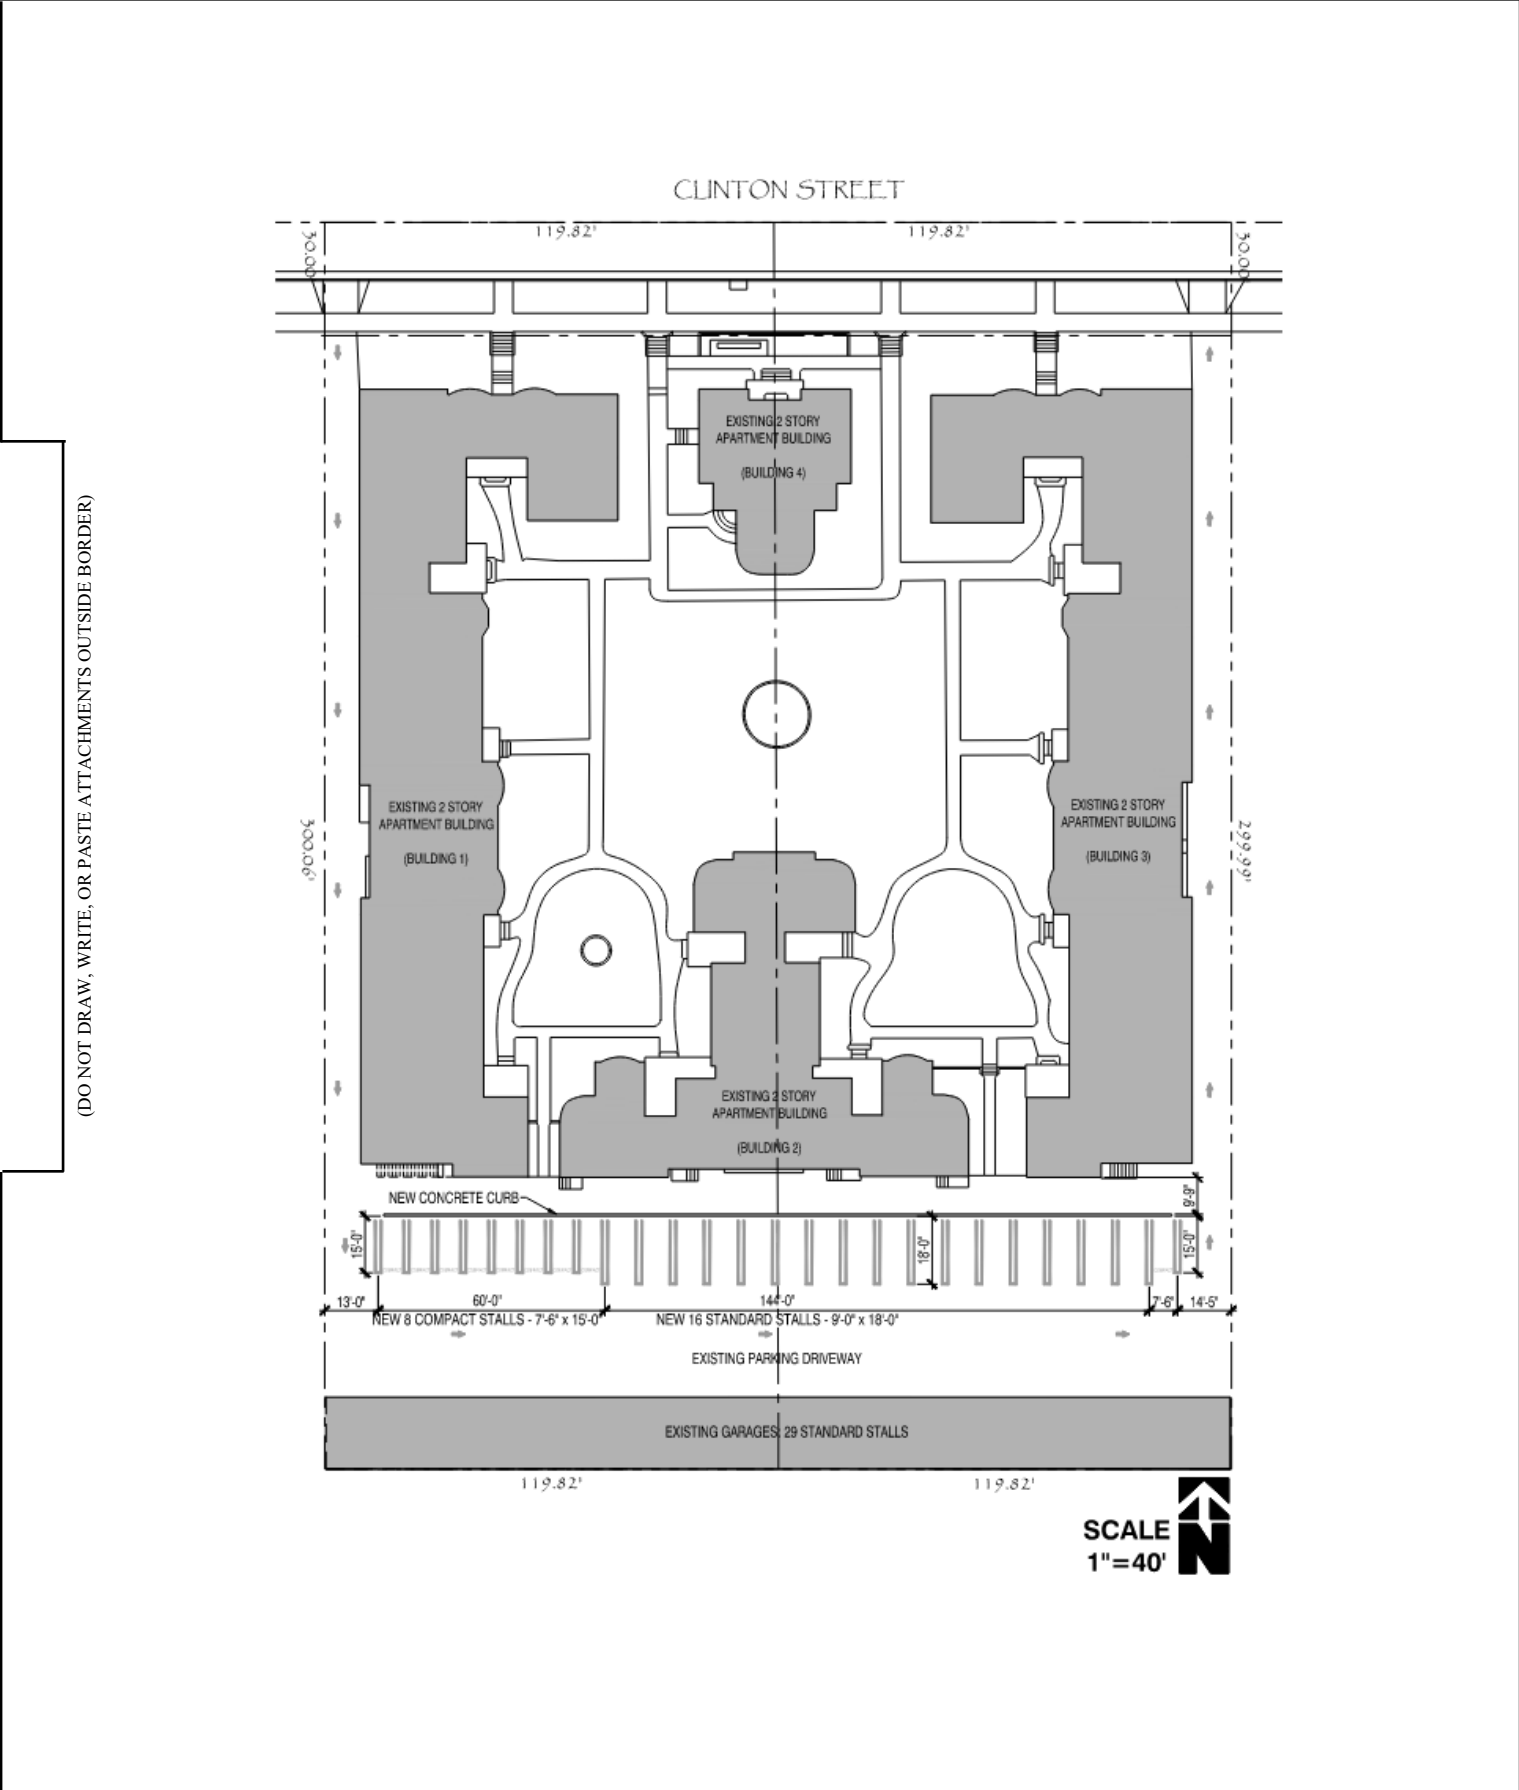 CLINTON STREET
119.82'
119.82'
30.00'
30.00'
EXISTING 2 STORY
APARTMENT BUILDING
(BUILDING 4)
(DO NOT DRAW, WRITE, OR PASTE ATTACHMENTS OUTSIDE BORDER)
EXISTING 2 STORY
APARTMENT BUILDING
(BUILDING 1)
EXISTING 2 STORY
APARTMENT BUILDING
(BUILDING 3)
300.06'
299.99'
EXISTING 2 STORY
APARTMENT BUILDING
(BUILDING 2)
NEW CONCRETE CURB
9'-9"
15'-0"
18'-0"
15'-0"
13'-0"
60'-0"
144'-0"
7'-6"
14'-5"
NEW 8 COMPACT STALLS - 7'-6" x 15'-0"
NEW 16 STANDARD STALLS - 9'-0" x 18'-0"
EXISTING PARKING DRIVEWAY
EXISTING GARAGES: 29 STANDARD STALLS
119.82'
119.82'
SCALE
1"=40'
N